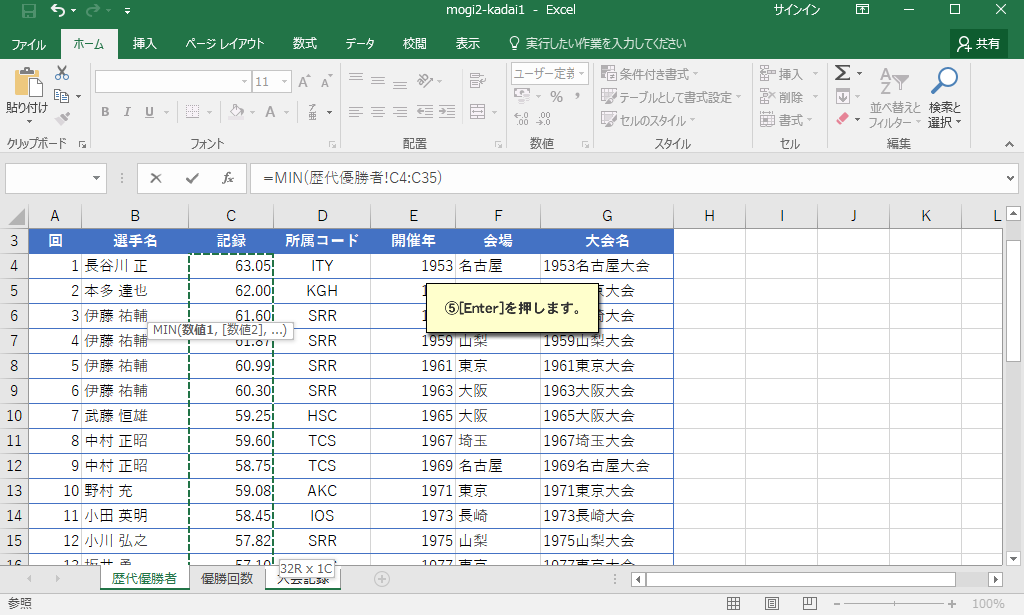 mogi2-kadai1 - Excel
サインイン
ファイル ホーム 挿入 ページ レイアウト 数式 データ 校閲 表示 実行したい作業を入力してください 共有
貼り付け
クリップボード
11
B I U
フォント
配置
ユーザー定義
数値
条件付き書式
テーブルとして書式設定
セルのスタイル
スタイル
挿入
削除
書式
セル
並べ替えと
フィルター
検索と
選択
編集
=MIN(歴代優勝者!C4:C35)
A B C D E F G H I J K L
3 回 選手名 記録 所属コード 開催年 会場 大会名
4 1 長谷川 正 63.05 ITY 1953 名古屋 1953名古屋大会
5 2 本多 達也 62.00 KGH
⑤[Enter]を押します。
6 3 伊藤 祐輔 61.60 SRR
MIN(数値1, [数値2], ...)
7 4 伊藤 祐輔 61.87 SRR 1959 山梨 1959山梨大会
8 5 伊藤 祐輔 60.99 SRR 1961 東京 1961東京大会
9 6 伊藤 祐輔 60.30 SRR 1963 大阪 1963大阪大会
10 7 武藤 恒雄 59.25 HSC 1965 大阪 1965大阪大会
11 8 中村 正昭 59.60 TCS 1967 埼玉 1967埼玉大会
12 9 中村 正昭 58.75 TCS 1969 名古屋 1969名古屋大会
13 10 野村 充 59.08 AKC 1971 東京 1971東京大会
14 11 小田 英明 58.45 IOS 1973 長崎 1973長崎大会
15 12 小川 弘之 57.82 SRR 1975 山梨 1975山梨大会
32R x 1C
歴代優勝者 優勝回数 大会記録
参照 100%